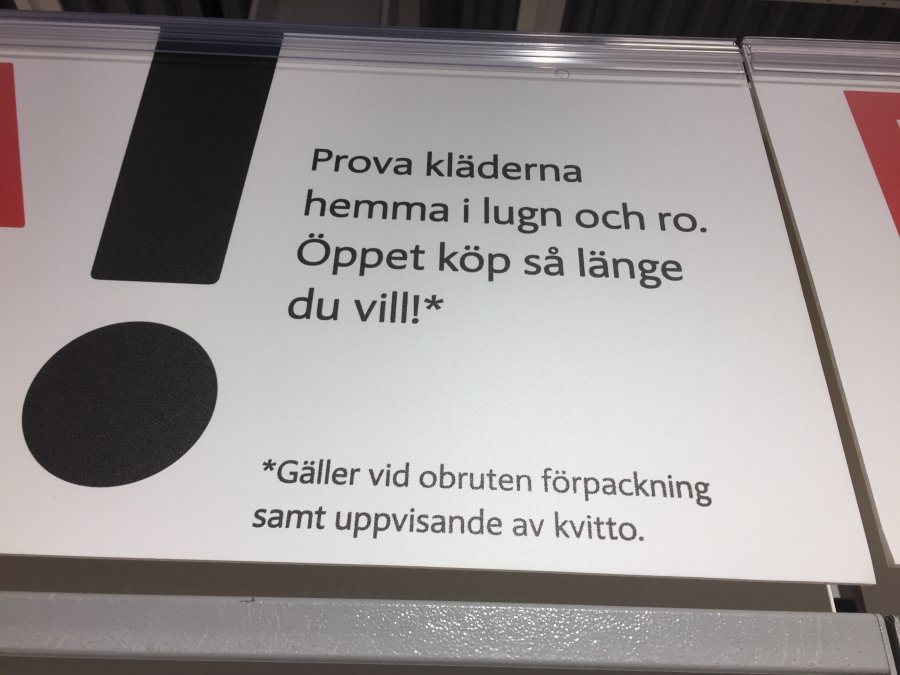 Prova kläderna
hemma i lugn och ro.
Öppet köp så länge
du vill!*
*Gäller vid obruten förpackning
samt uppvisande av kvitto.